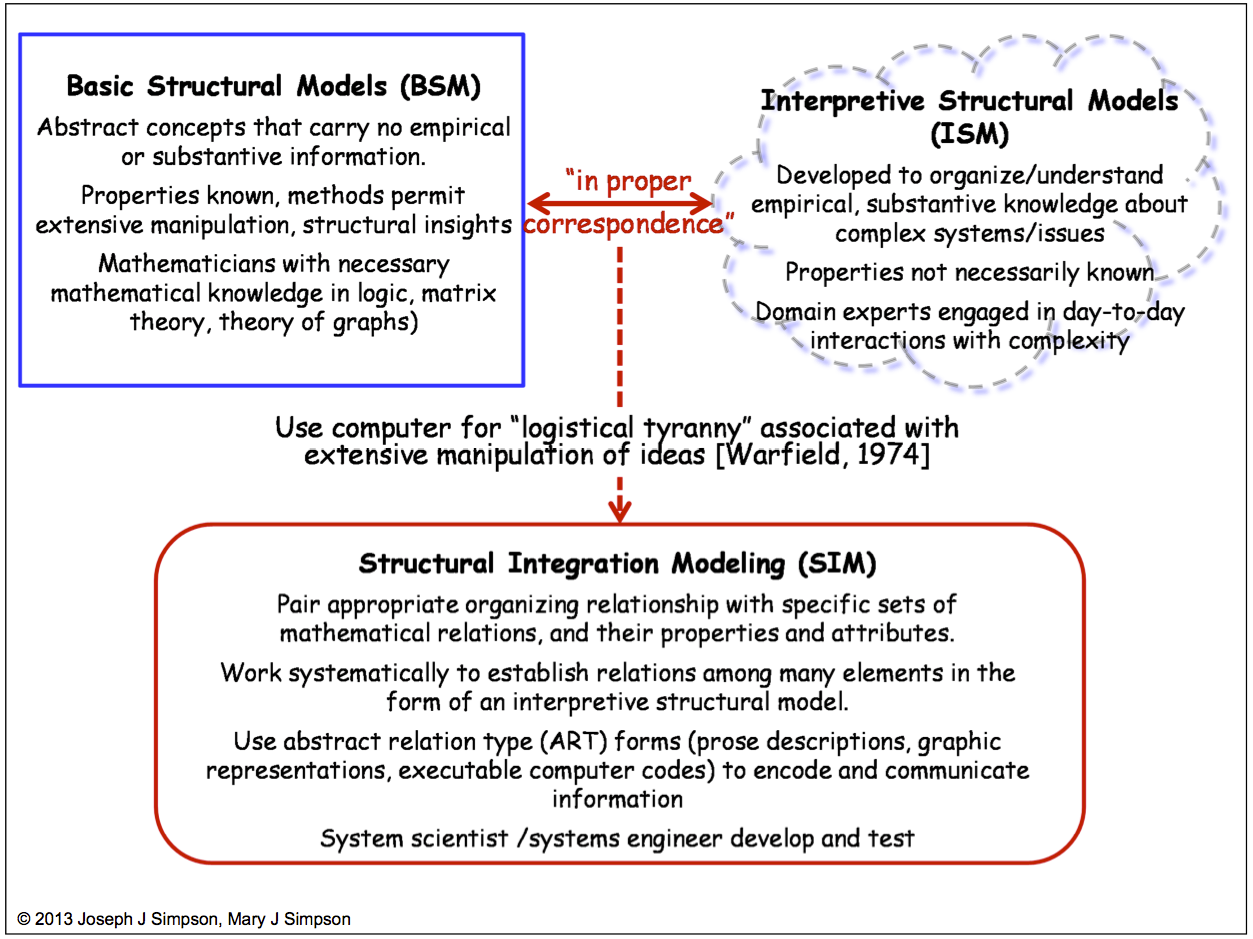 Basic Structural Models (BSM)
Abstract concepts that carry no empirical
or substantive information.
Properties known, methods permit
extensive manipulation, structural insights
Mathematicians with necessary
mathematical knowledge in logic, matrix
theory, theory of graphs)
“in proper
correspondence”
Interpretive Structural Models
(ISM)
Developed to organize/understand
empirical, substantive knowledge about
complex systems/issues
Properties not necessarily known
Domain experts engaged in day-to-day
interactions with complexity
Use computer for “logistical tyranny” associated with
extensive manipulation of ideas [Warfield, 1974]
Structural Integration Modeling (SIM)
Pair appropriate organizing relationship with specific sets of
mathematical relations, and their properties and attributes.
Work systematically to establish relations among many elements in the
form of an interpretive structural model.
Use abstract relation type (ART) forms (prose descriptions, graphic
representations, executable computer codes) to encode and communicate
information
System scientist /systems engineer develop and test
© 2013 Joseph J Simpson, Mary J Simpson